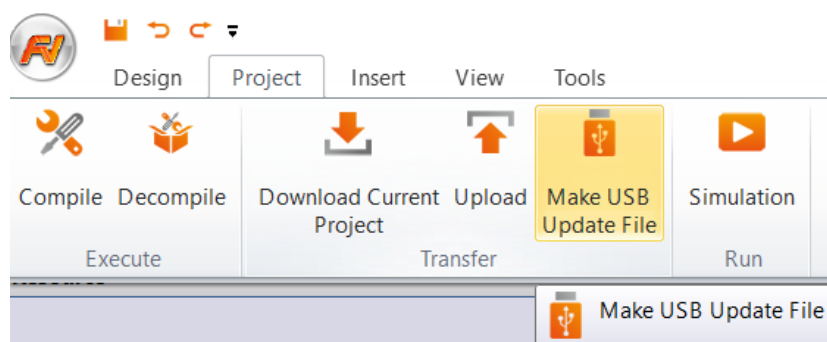 Design Project Insert View Tools
Compile Decompile Download Current Project Upload Make USB Update File Simulation
Execute Transfer Run
Make USB Update File